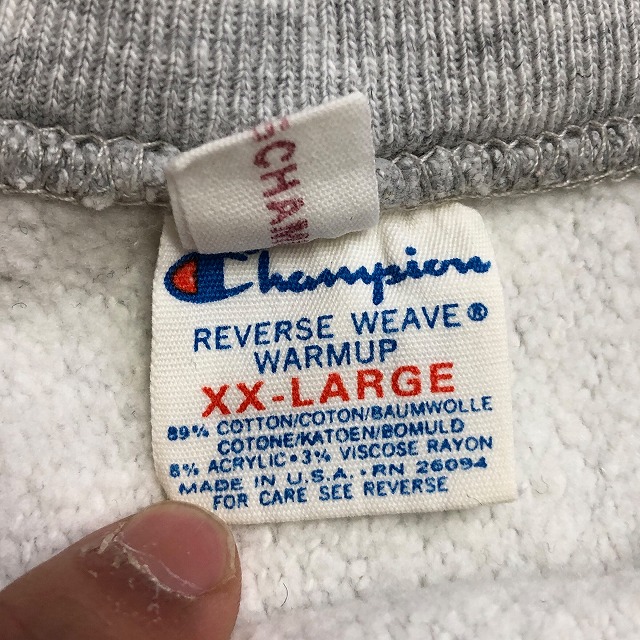 CHAM
Champion
REVERSE WEAVE®
WARMUP
XX-LARGE
89% COTTON/COTON/BAUMWOLLE
COTONE/KATOEN/BOMULD
8% ACRYLIC • 3% VISCOSE RAYON
MADE IN U.S.A. • RN 26094
FOR CARE SEE REVERSE